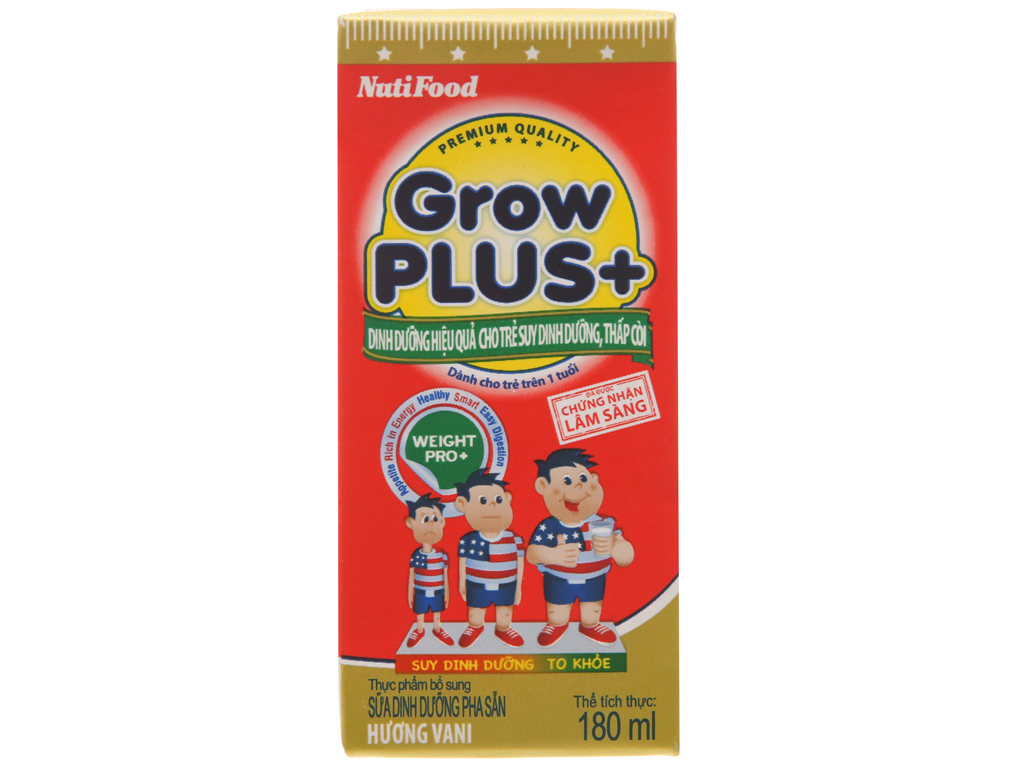 NutiFood
PREMIUM QUALITY
Grow
PLUS+
DINH DƯỠNG HIỆU QUẢ CHO TRẺ SUY DINH DƯỠNG, THẤP CÒI
Dành cho trẻ trên 1 tuổi
ĐÃ ĐƯỢC
CHỨNG NHẬN
LÂM SÀNG
Appetite Rich in Energy Healthy Smart Easy Digestion
WEIGHT
PRO+
SUY DINH DƯỠNG TO KHỎE
Thực phẩm bổ sung
SỮA DINH DƯỠNG PHA SẴN
HƯƠNG VANI
Thể tích thực:
180 ml